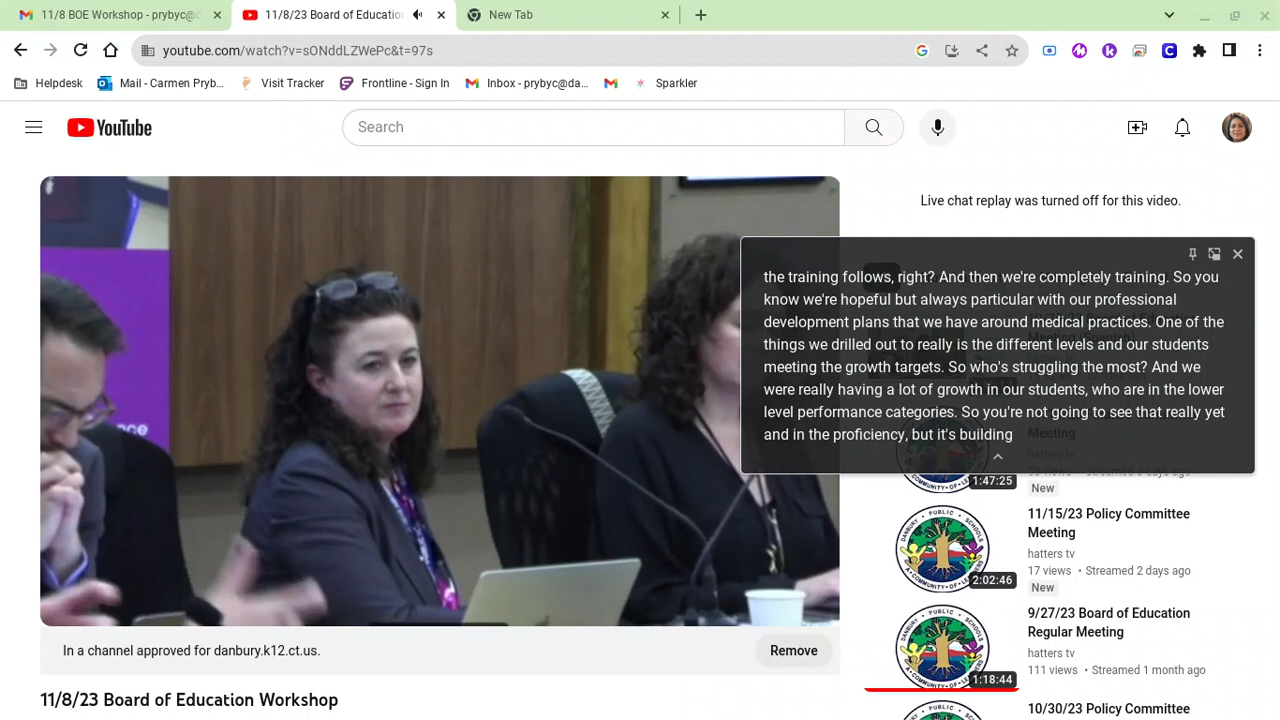 11/8 BOE Workshop - prybyc@d
11/8/23 Board of Education
New Tab
youtube.com/watch?v=sONddLZWePc&t=97s
Helpdesk
Mail - Carmen Pryb...
Visit Tracker
Frontline - Sign In
Inbox - prybyc@da...
Sparkler
YouTube
Search
Live chat replay was turned off for this video.
the training follows, right? And then we're completely training. So you
know we're hopeful but always particular with our professional
development plans that we have around medical practices. One of the
things we drilled out to really is the different levels and our students
meeting the growth targets. So who's struggling the most? And we
were really having a lot of growth in our students, who are in the lower
level performance categories. So you're not going to see that really yet
and in the proficiency, but it's building
Meeting
hatters tv
1:47:25
New
11/15/23 Policy Committee
Meeting
hatters tv
17 views • Streamed 2 days ago
2:02:46
New
9/27/23 Board of Education
Regular Meeting
hatters tv
111 views • Streamed 1 month ago
1:18:44
10/30/23 Policy Committee
In a channel approved for danbury.k12.ct.us.
Remove
11/8/23 Board of Education Workshop